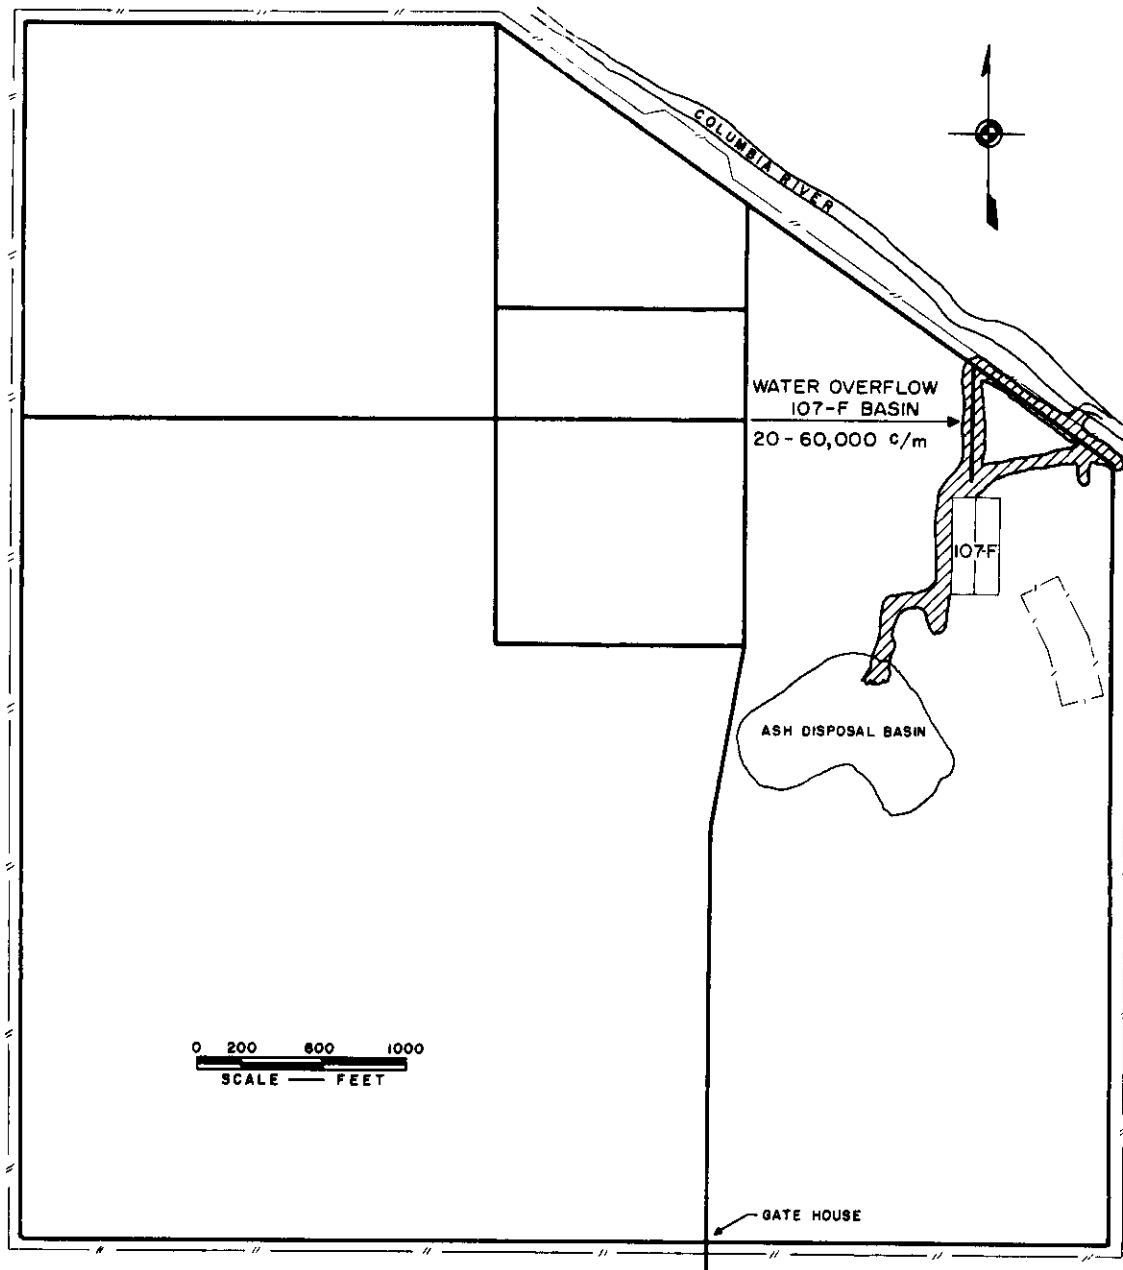 COLUMBIA RIVER
WATER OVERFLOW
107-F BASIN
20-60,000 c/m
107-F
ASH DISPOSAL BASIN
0 200 600 1000
SCALE — FEET
GATE HOUSE